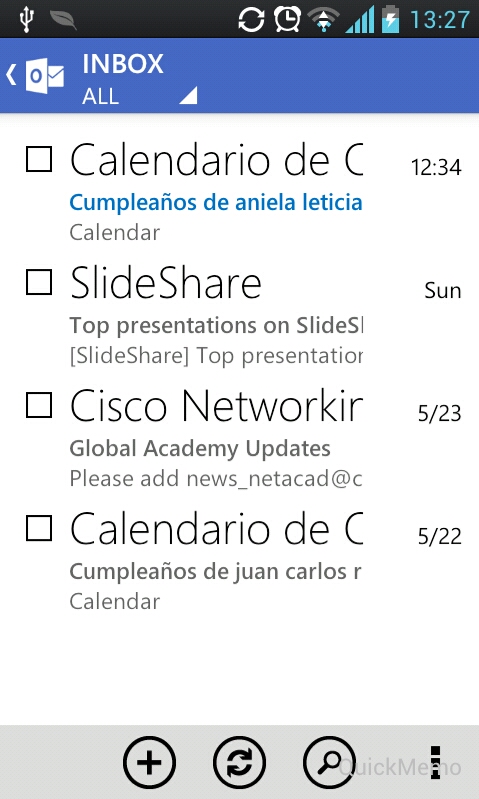 13:27
INBOX
ALL
Calendario de C
12:34
Cumpleaños de aniela leticia
Calendar
SlideShare
Sun
Top presentations on SlideSl
[SlideShare] Top presentation
Cisco Networkin
5/23
Global Academy Updates
Please add news_netacad@c
Calendario de C
5/22
Cumpleaños de juan carlos r
Calendar
QuickMemo